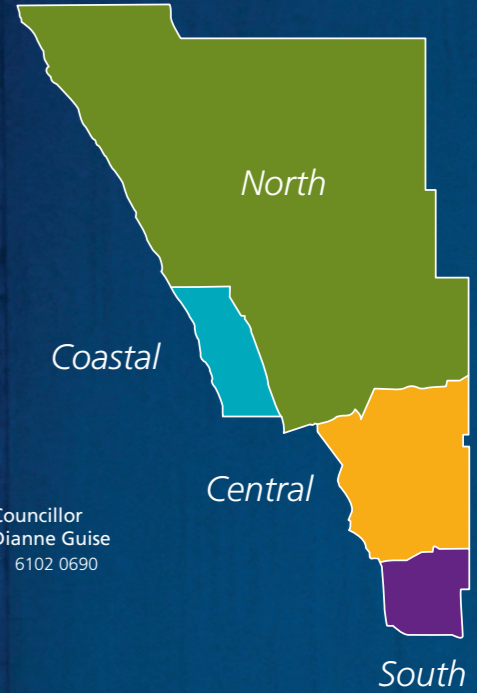 North
Coastal
Central
Councillor
Dianne Guise
6102 0690
South